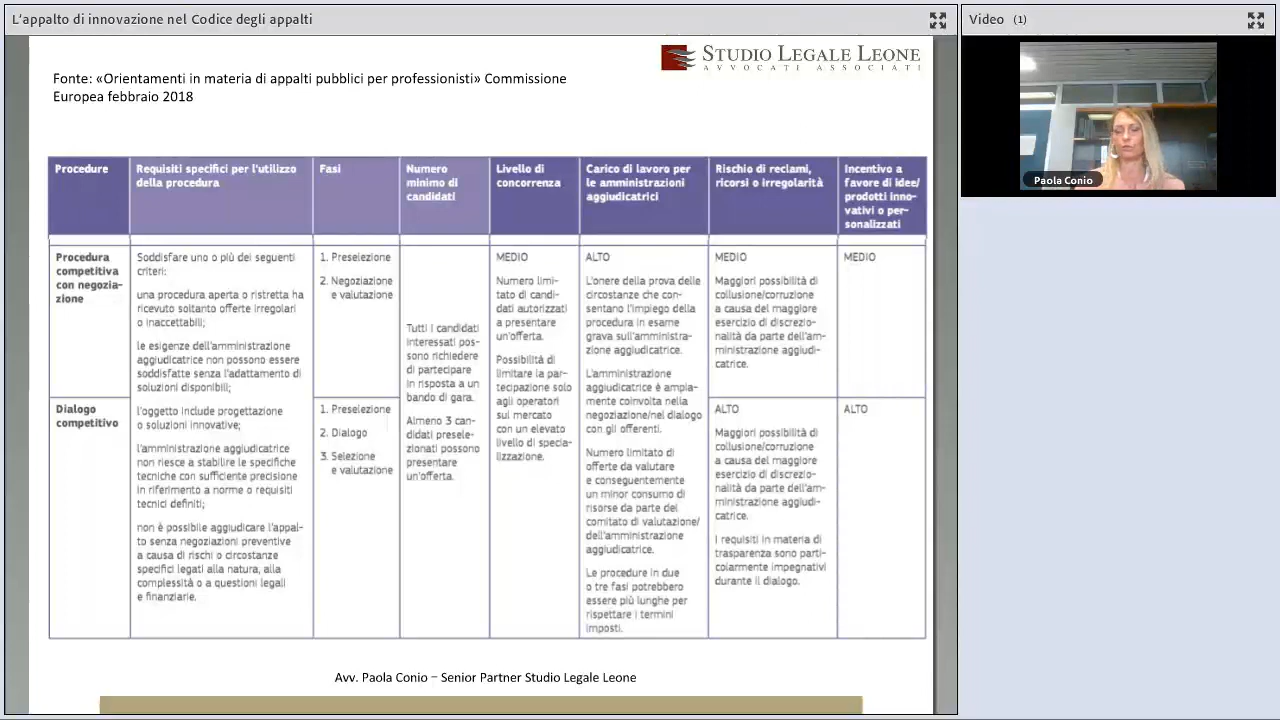 L'appalto di innovazione nel Codice degli appalti
Video (1)
STUDIO LEGALE LEONE
AVVOCATI ASSOCIATI
Fonte: «Orientamenti in materia di appalti pubblici per professionisti» Commissione
Europea febbraio 2018
Paola Conio
Procedure
Requisiti specifici per l'utilizzo
della procedura
Fasi
Numero
minimo di
candidati
Livello di
concorrenza
Carico di lavoro per
le amministrazioni
aggiudicatrici
Rischio di reclami,
ricorsi o irregolarità
Incentivo a
favore di idee/
prodotti inno-
vativi o per-
sonalizzati
Procedura
competitiva
con negozia-
zione
Soddisfare uno o più dei seguenti
criteri:
una procedura aperta o ristretta ha
ricevuto soltanto offerte irregolari
o inaccettabili;
le esigenze dell'amministrazione
aggiudicatrice non possono essere
soddisfatte senza l'adattamento di
soluzioni disponibili;
l'oggetto include progettazione
o soluzioni innovative;
l'amministrazione aggiudicatrice
non riesce a stabilire le specifiche
tecniche con sufficiente precisione
in riferimento a norme o requisiti
tecnici definiti;
non è possibile aggiudicare l'appal-
to senza negoziazioni preventive
a causa di rischi o circostanze
specifici legati alla natura, alla
complessità o a questioni legali
e finanziarie.
1. Preselezione
2. Negoziazione
e valutazione
Tutti i candidati
interessati pos-
sono richiedere
di partecipare
in risposta a un
bando di gara.
Almeno 3 can-
didati presele-
zionati possono
presentare
un'offerta.
MEDIO
Numero limi-
tato di candi-
dati autorizzati
a presentare
un'offerta.
Possibilità di
limitare la par-
tecipazione solo
agli operatori
sul mercato
con un elevato
livello di specia-
lizzazione.
ALTO
L'onere della prova delle
circostanze che con-
sentano l'impiego della
procedura in esame
grava sull'amministra-
zione aggiudicatrice.
L'amministrazione
aggiudicatrice è ampia-
mente coinvolta nella
negoziazione/nel dialogo
con gli offerenti.
Numero limitato di
offerte da valutare
e conseguentemente
un minor consumo di
risorse da parte del
comitato di valutazione/
dell'amministrazione
aggiudicatrice.
Le procedure in due
o tre fasi potrebbero
essere più lunghe per
rispettare i termini
imposti.
MEDIO
Maggiori possibilità di
collusione/corruzione
a causa del maggiore
esercizio di discrezio-
nalità da parte dell'am-
ministrazione aggiudi-
catrice.
MEDIO
Dialogo
competitivo
1. Preselezione
2. Dialogo
3. Selezione
e valutazione
ALTO
Maggiori possibilità di
collusione/corruzione
a causa del maggiore
esercizio di discrezio-
nalità da parte dell'am-
ministrazione aggiudi-
catrice.
I requisiti in materia di
trasparenza sono parti-
colarmente impegnativi
durante il dialogo.
ALTO
Avv. Paola Conio – Senior Partner Studio Legale Leone